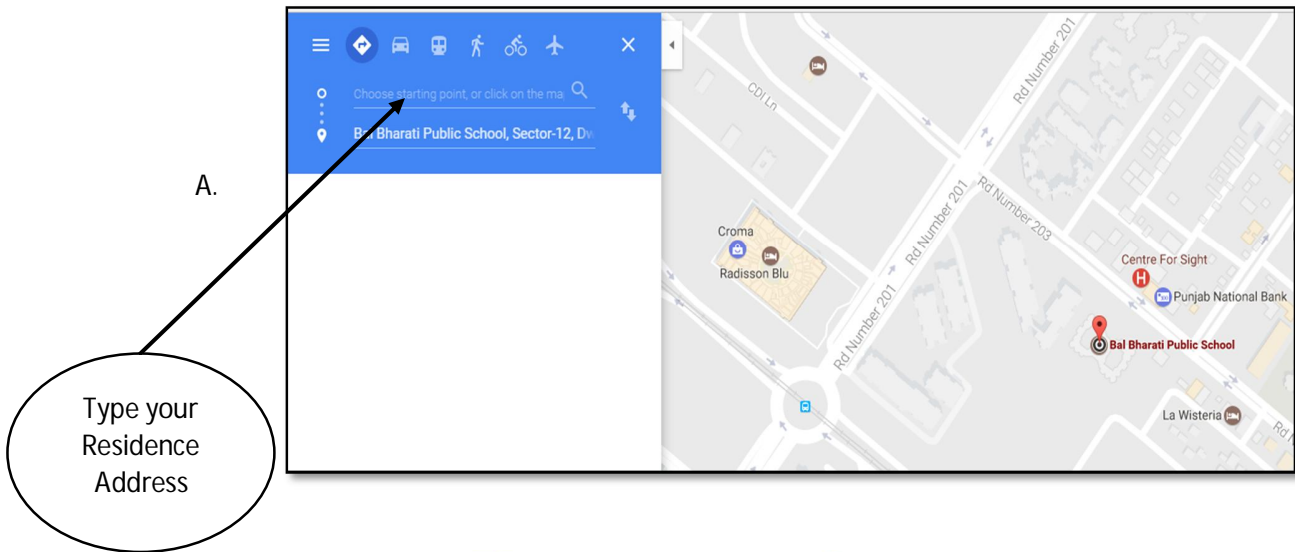 Choose starting point, or click on the ma
Bal Bharati Public School, Sector-12, Dw
A.
Type your
Residence
Address
CDI Ln
Rd Number 201
Rd Number 201
Rd Number 201
Rd Number 203
Croma
Radisson Blu
Centre For Sight
H
Punjab National Bank
Bal Bharati Public School
La Wisteria
Rd N